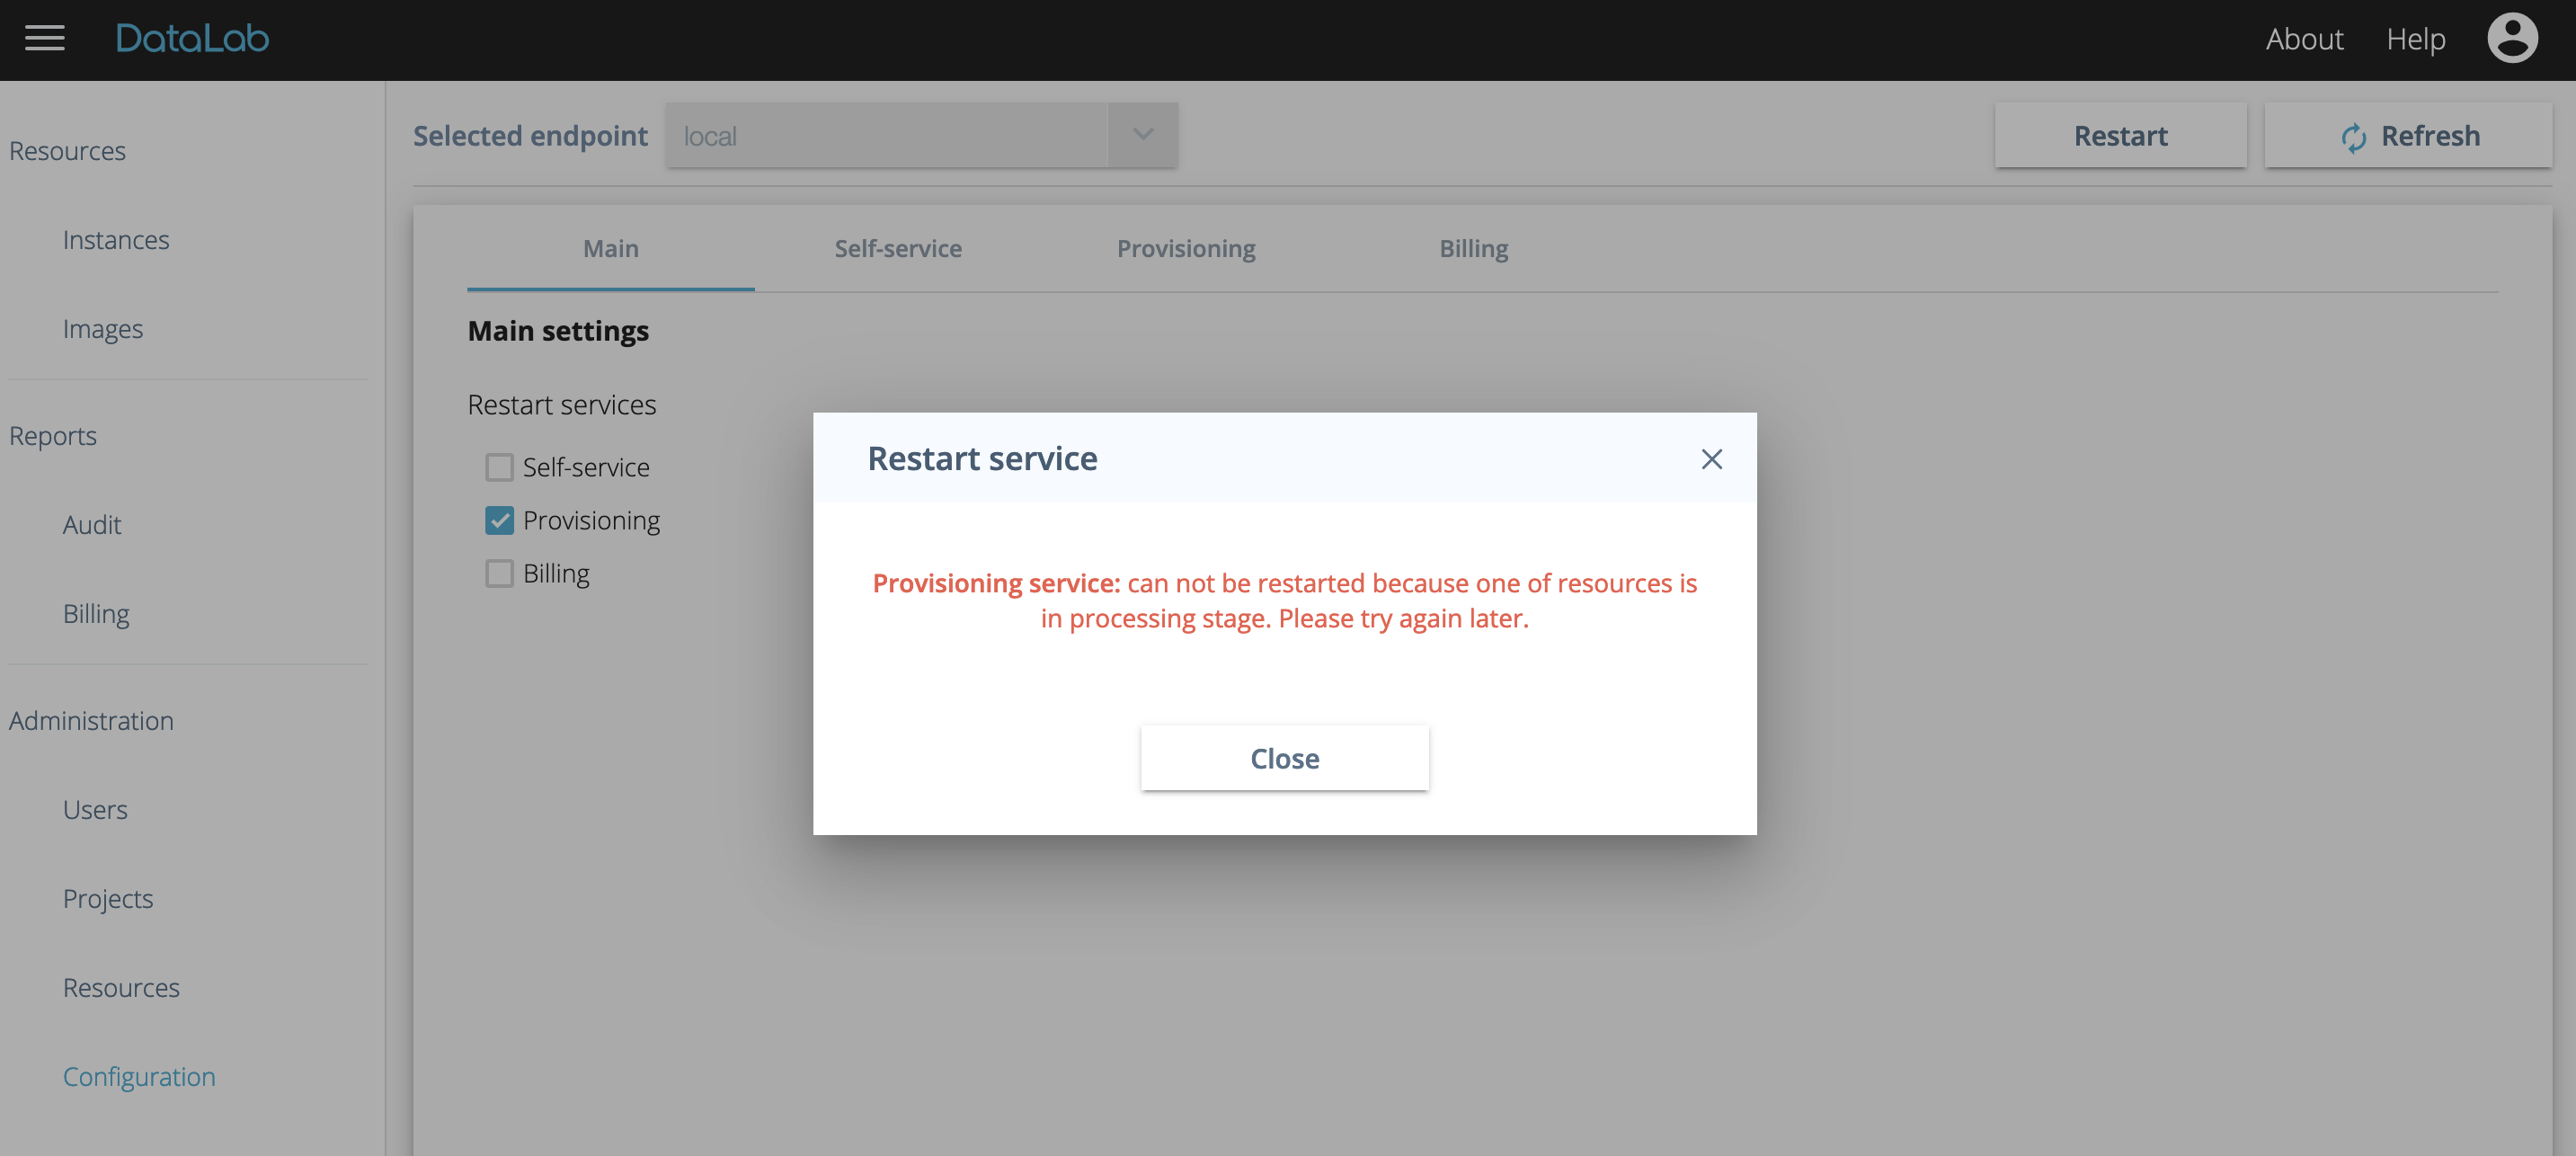 DataLab
About
Help
Resources
Instances
Images
Reports
Audit
Billing
Administration
Users
Projects
Resources
Configuration
Selected endpoint
local
Restart
Refresh
Main
Self-service
Provisioning
Billing
Main settings
Restart services
Self-service
Provisioning
Billing
Restart service
Provisioning service: can not be restarted because one of resources is
in processing stage. Please try again later.
Close